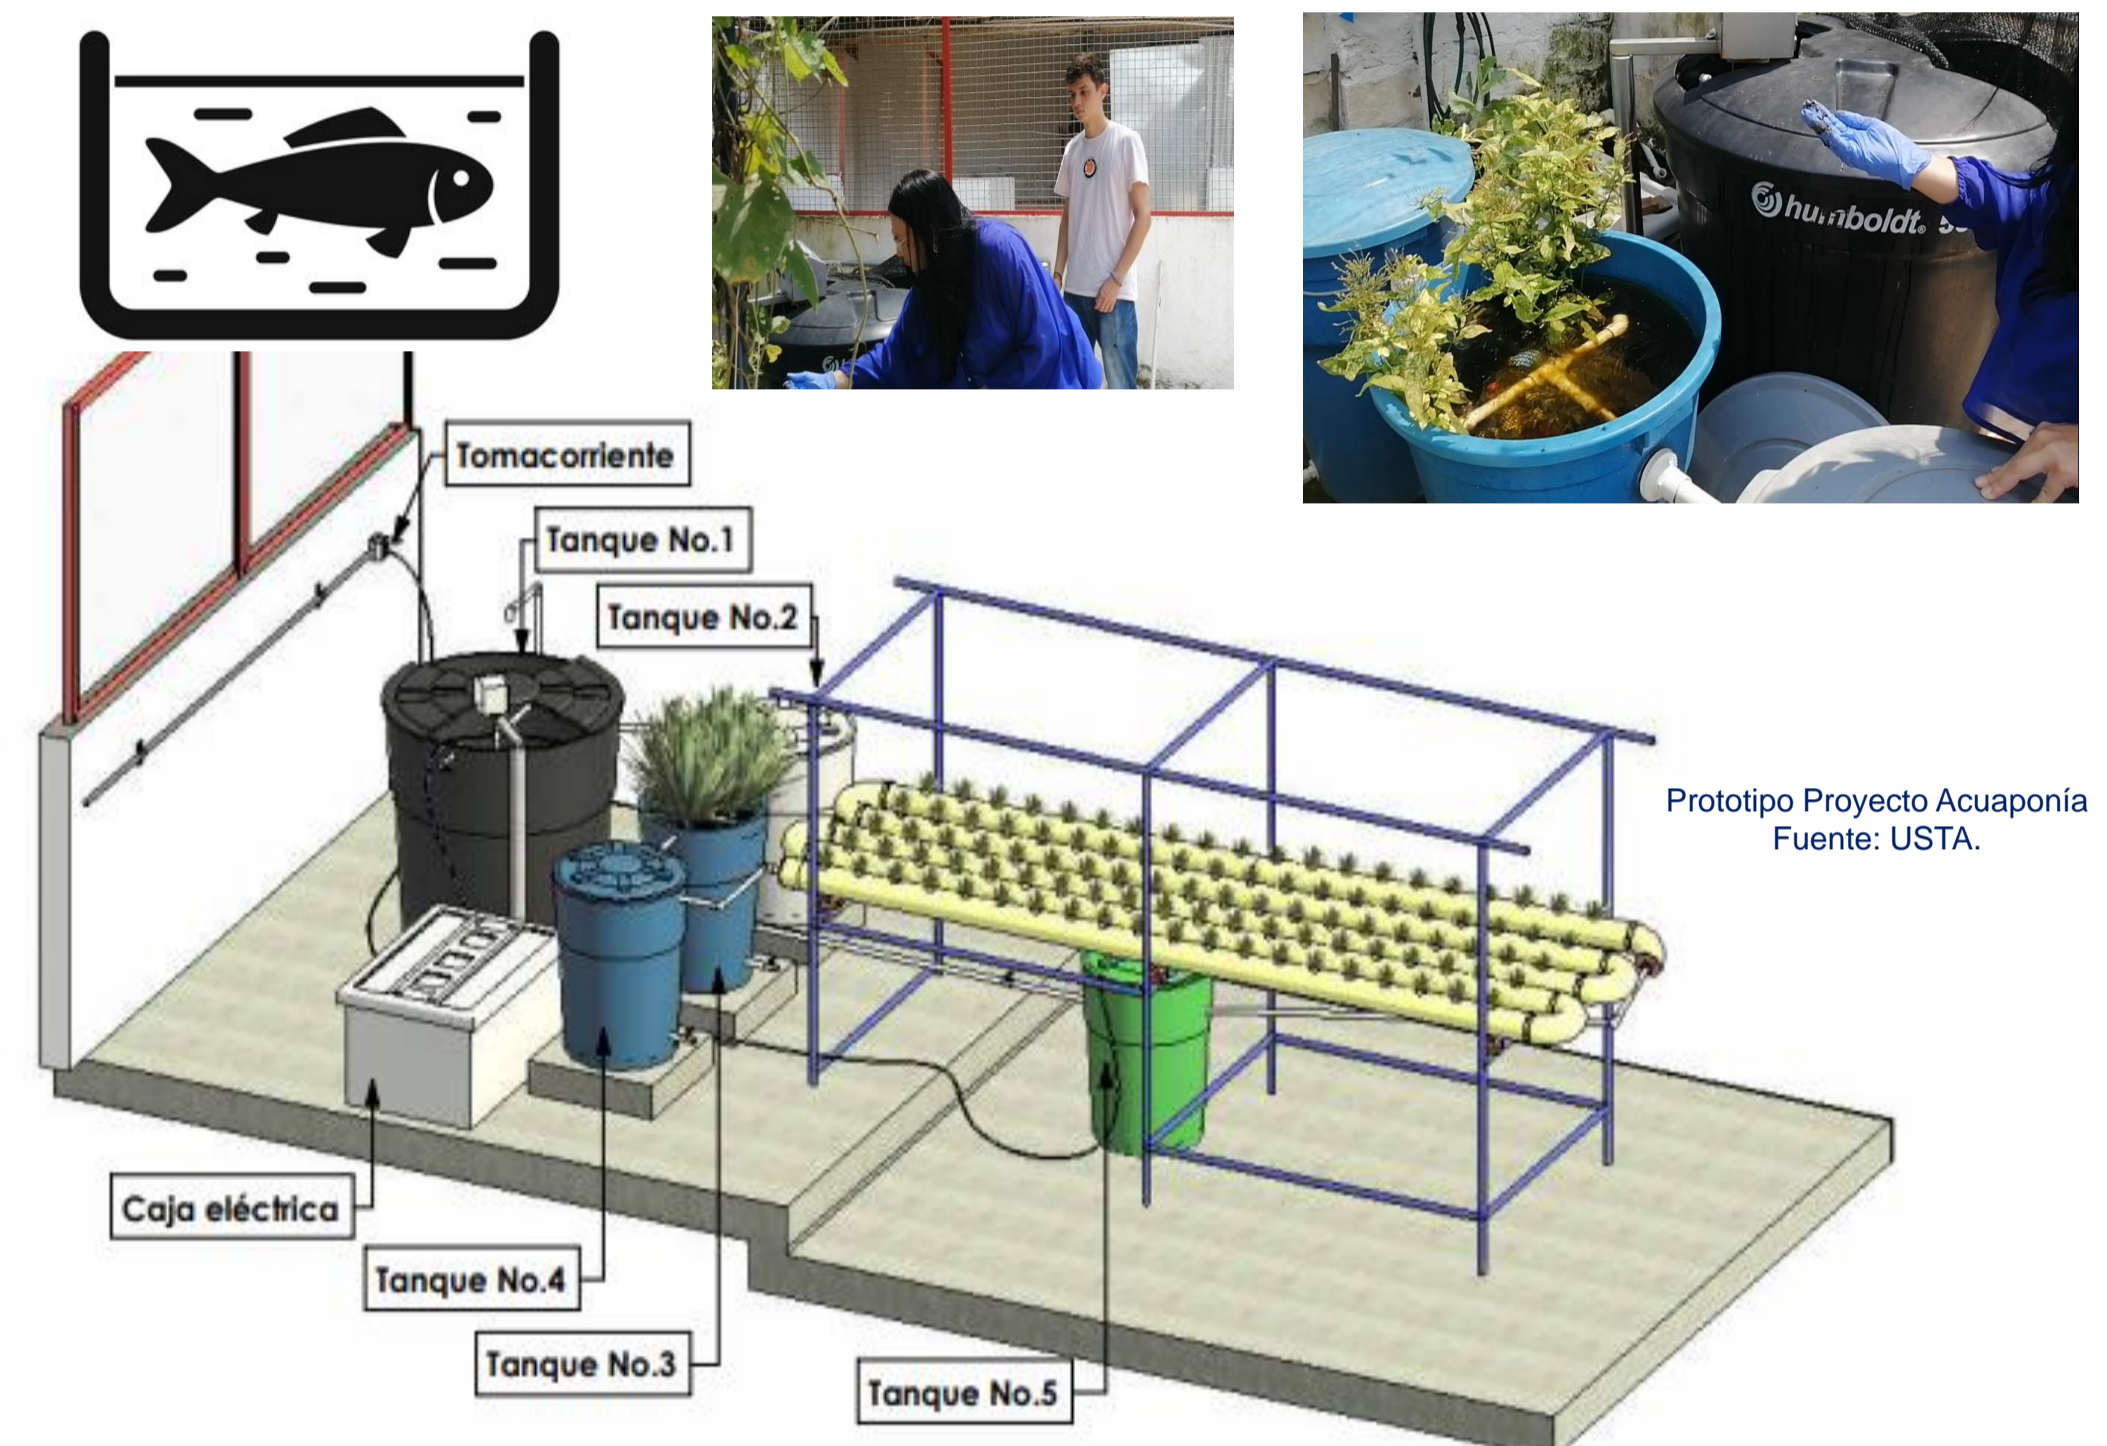 humboldt.
Tomacorriente
Tanque No.1
Tanque No.2
Prototipo Proyecto Acuaponía
Fuente: USTA.
Caja eléctrica
Tanque No.4
Tanque No.3
Tanque No.5